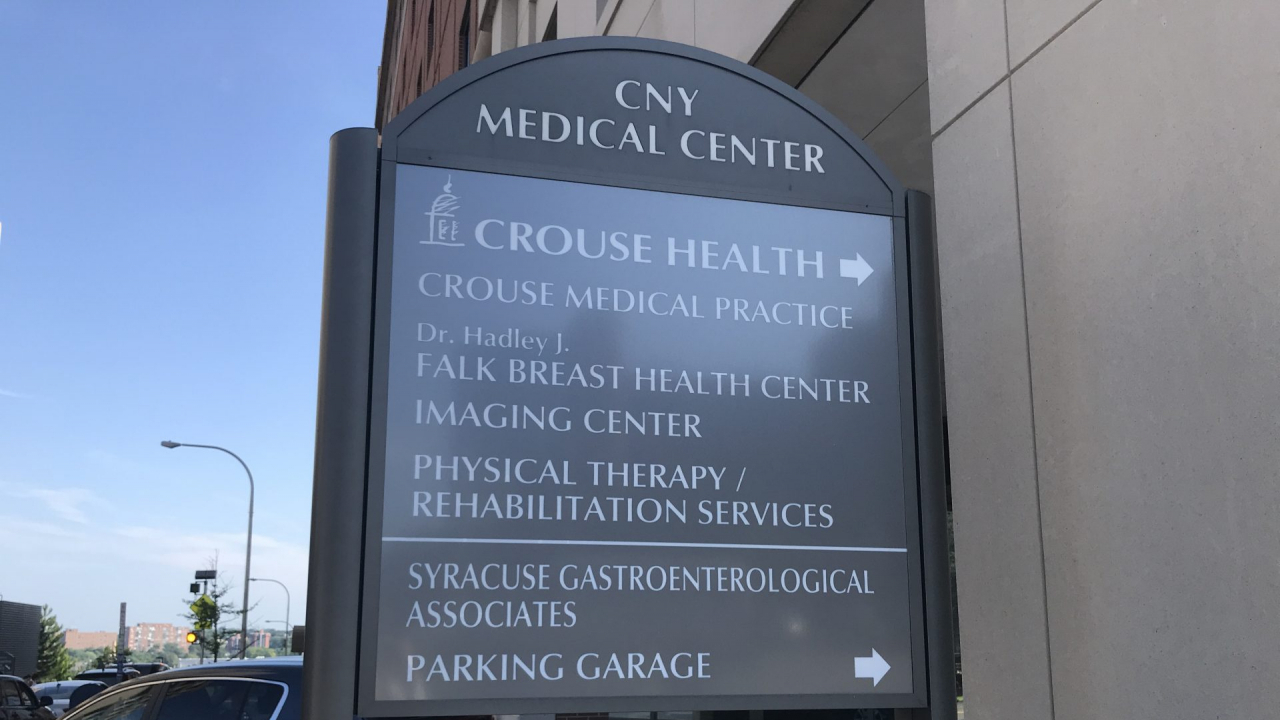 CNY
MEDICAL CENTER
CROUSE HEALTH
CROUSE MEDICAL PRACTICE
Dr. Hadley J.
FALK BREAST HEALTH CENTER
IMAGING CENTER
PHYSICAL THERAPY /
REHABILITATION SERVICES
SYRACUSE GASTROENTEROLOGICAL
ASSOCIATES
PARKING GARAGE